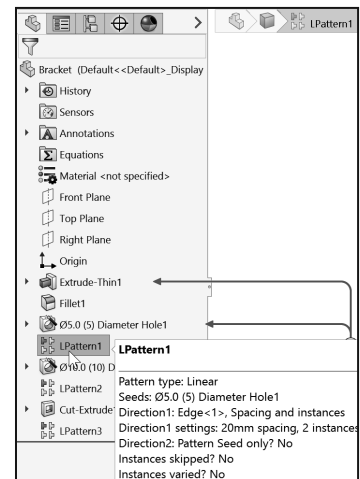 LPattern1
Bracket (Default<<Default>_Display
History
Sensors
Annotations
Equations
Material <not specified>
Front Plane
Top Plane
Right Plane
Origin
Extrude-Thin1
Fillet1
Ø5.0 (5) Diameter Hole1
LPattern1
LPattern1
(10) D
LPattern2
Cut-Extrude
LPattern3
Pattern type: Linear
Seeds: Ø5.0 (5) Diameter Hole1
Direction1: Edge<1>, Spacing and instances
Direction1 settings: 20mm spacing, 2 instances
Direction2: Pattern Seed only? No
Instances skipped? No
Instances varied? No